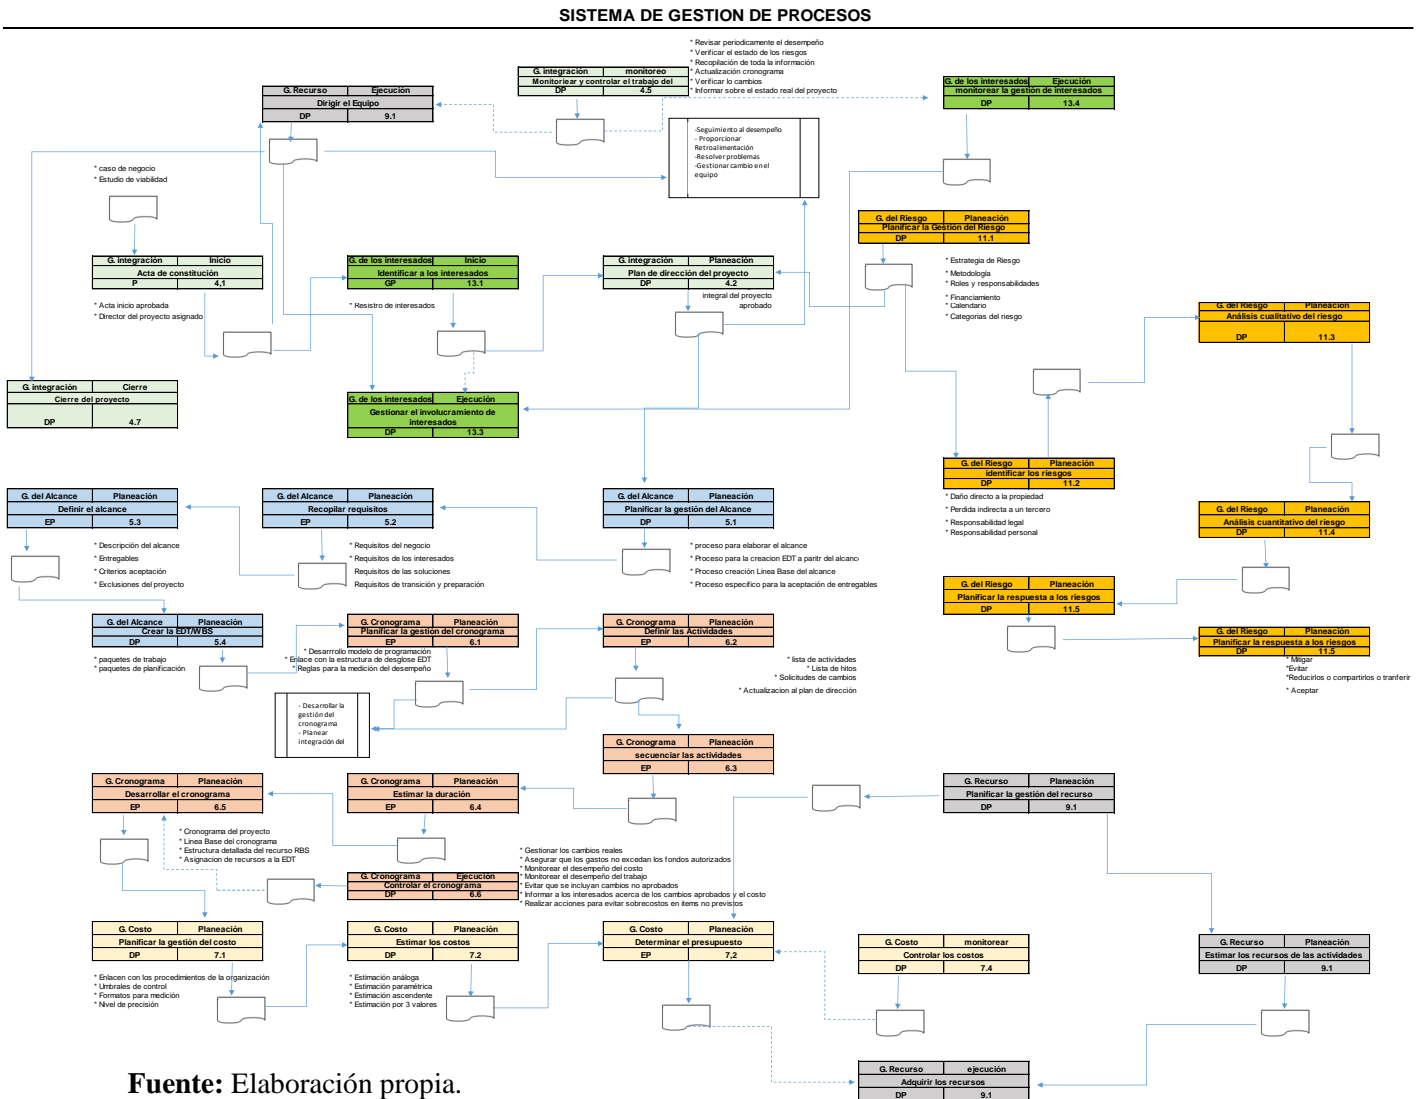 SISTEMA DE GESTION DE PROCESOS
* Revisar periodicamente el desempeño
* Verificar el estado de los riesgos
* Recopilación de toda la información
* Actualización cronograma
* Verificar lo cambios
* Informar sobre el estado real del proyecto
G. integración monitoreo
Monitoriear y controlar el trabajo del
DP 4.5
G. de los interesados Ejecución
monitorear la gestión de interesados
DP 13.4
G. Recurso Ejecución
Dirigir el Equipo
DP 9.1
-Seguimiento al desempeño
- Proporcionar
Retroalimentación
-Resolver problemas
-Gestionar cambio en el
equipo
* caso de negocio
* Estudio de viabilidad
G. del Riesgo Planeación
Planificar la Gestión del Riesgo
DP 11.1
G. integración Inicio
Acta de constitución
P 4,1
G. de los interesados Inicio
Identificar a los interesados
GP 13.1
G. integración Planeación
Plan de dirección del proyecto
DP 4.2
integral del proyecto
aprobado
* Estrategia de Riesgo
* Metodología
* Roles y responsabilidades
* Financiamiento
* Calendario
* Categorias del riesgo
* Acta inicio aprobada
* Director del proyecto asignado
* Resistro de interesados
G. del Riesgo Planeación
Análisis cualitativo del riesgo
DP 11.3
G. integración Cierre
Cierre del proyecto
DP 4.7
G. de los interesados Ejecución
Gestionar el involucramiento de
interesados
DP 13.3
G. del Riesgo Planeación
identificar los riesgos
DP 11.2
* Daño directo a la propiedad
* Perdida indirecta a un tercero
* Responsabilidad legal
* Responsabilidad personal
G. del Alcance Planeación
Definir el alcance
EP 5.3
G. del Alcance Planeación
Recopilar requisitos
EP 5.2
G. del Alcance Planeación
Planificar la gestión del Alcance
DP 5.1
G. del Riesgo Planeación
Análisis cuantitativo del riesgo
DP 11.4
* Descripción del alcance
* Entregables
* Criterios aceptación
* Exclusiones del proyecto
* Requisitos del negocio
* Requisitos de los interesados
Requisitos de las soluciones
Requisitos de transición y preparación
* proceso para elaborar el alcance
* Proceso para la creacion EDT a paritr del alcance
* Proceso creación Linea Base del alcance
* Proceso especifico para la aceptación de entregables
G. del Riesgo Planeación
Planificar la respuesta a los riesgos
DP 11.5
G. del Alcance Planeación
Crear la EDT/WBS
DP 5.4
G. Cronograma Planeación
Planificar la gestión del cronograma
EP 6.1
G. Cronograma Planeación
Definir las Actividades
EP 6.2
G. del Riesgo Planeación
Planificar la respuesta a los riesgos
DP 11.5
* paquetes de trabajo
* paquetes de planificación
* Desarrrollo modelo de programación
* Enlace con la estructura de desglose EDT
* Reglas para la medición del desempeño
* lista de actividades
* Lista de hitos
* Solicitudes de cambios
* Actualizacion al plan de dirección
* Mitigar
*Evitar
*Reducirlos o compartirlos o tranferir
* Aceptar
- Desarrollar la
gestión del
cronograma
- Planear
integración del
G. Cronograma Planeación
secuenciar las actividades
EP 6.3
G. Cronograma Planeación
Desarrollar el cronograma
EP 6.5
G. Cronograma Planeación
Estimar la duración
EP 6.4
G. Recurso Planeación
Planificar la gestión del recurso
DP 9.1
* Cronograma del proyecto
* Linea Base del cronograma
* Estructura detallada del recurso RBS
* Asignacion de recursos a la EDT
* Gestionar los cambios reales
* Asegurar que los gastos no excedan los fondos autorizados
* Monitorear el desempeño del costo
* Monitorear el desempeño del trabajo
* Evitar que se incluyan cambios no aprobados
* Informar a los interesados acerca de los cambios aprobados y el costo
* Realizar acciones para evitar sobrecostos en items no previstos
G. Cronograma Ejecución
Controlar el cronograma
DP 6.6
G. Costo Planeación
Planificar la gestión del costo
DP 7.1
G. Costo Planeación
Estimar los costos
DP 7.2
G. Costo Planeación
Determinar el presupuesto
EP 7,2
G. Costo monitorear
Controlar los costos
DP 7.4
G. Recurso Planeación
Estimar los recursos de las actividades
DP 9.1
* Enlacen con los procedimientos de la organización
* Umbrales de control
* Formatos para medición
* Nivel de precisión
* Estimación análoga
* Estimación paramétrica
* Estimación ascendente
* Estimación por 3 valores
G. Recurso ejecución
Adquirir los recursos
DP 9.1
Fuente: Elaboración propia.